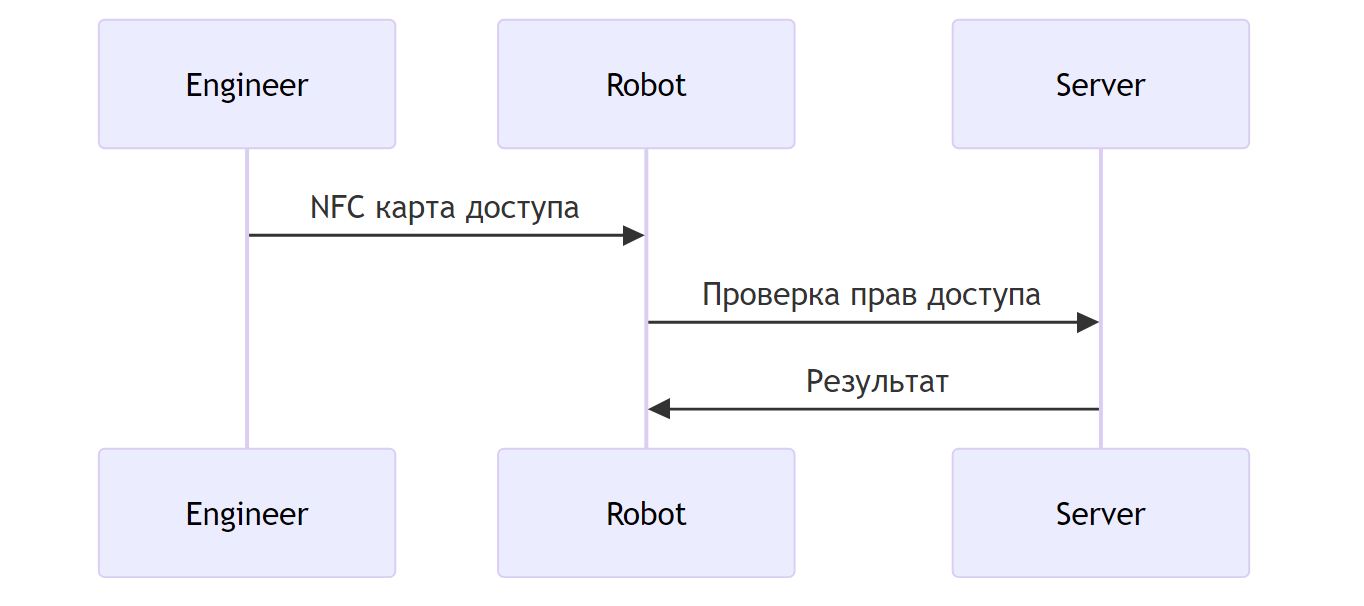 Engineer
Robot
Server
NFC карта доступа
Проверка прав доступа
Результат
Engineer
Robot
Server